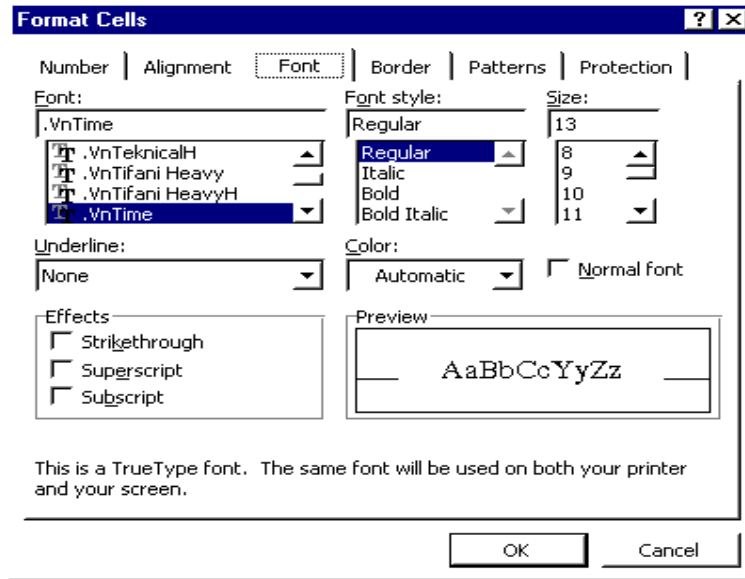 Format Cells
Number Alignment Font Border Patterns Protection
Font: Font style: Size:
.VnTime Regular 13
.VnTeknicalH Regular 8
.VnTifani Heavy Italic 9
.VnTifani HeavyH Bold 10
.VnTime Bold Italic 11
Underline: Color:
None Automatic Normal font
Effects Preview
Strikethrough
Superscript AaBbCcYyZz
Subscript
This is a TrueType font. The same font will be used on both your printer
and your screen.
OK Cancel